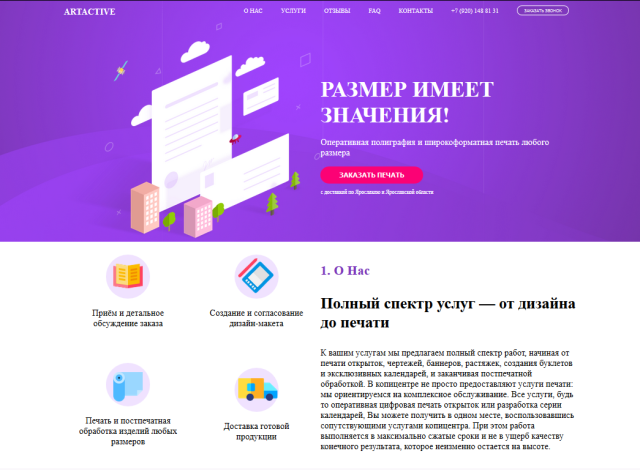 ARTACTIVE
О НАС
УСЛУГИ
ОТЗЫВЫ
FAQ
КОНТАКТЫ
+7 (920) 148 81 31
ЗАКАЗАТЬ ЗВОНОК
РАЗМЕР ИМЕЕТ
ЗНАЧЕНИЯ!
Оперативная полиграфия и широкоформатная печать любого
размера
ЗАКАЗАТЬ ПЕЧАТЬ
с доставкой по Ярославлю и Ярославской области
Приём и детальное
обсуждение заказа
Создание и согласование
дизайн-макета
Печать и постпечатная
обработка изделий любых
размеров
Доставка готовой
продукции
1. О Нас
Полный спектр услуг — от дизайна
до печати
К вашим услугам мы предлагаем полный спектр работ, начиная от
печати открыток, чертежей, баннеров, растяжек, создания буклетов
и эксклюзивных календарей, и заканчивая постпечатной
обработкой. В копицентре не просто предоставляют услуги печати:
мы ориентируемся на комплексное обслуживание. Все услуги, будь
то оперативная цифровая печать открыток или разработка серии
календарей, Вы можете получить в одном месте, воспользовавшись
сопутствующими услугами копицентра. При этом работа
выполняется в максимально сжатые сроки и не в ущерб качеству
конечного результата, которое неизменно остается на высоте.